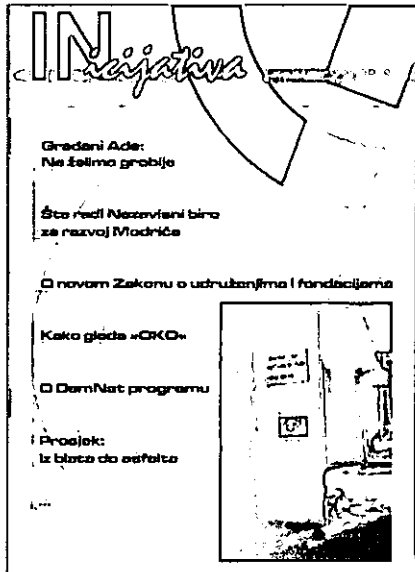 INicijativa
Građani Ade:
Ne želimo groblje
Što radi Nezavisni biro
za razvoj Modriča
O novom Zakonu o udruženjima i fondacijama
Kako gleda »OKO«
O DemNet programu
Prosjek:
Iz blata do asfalta